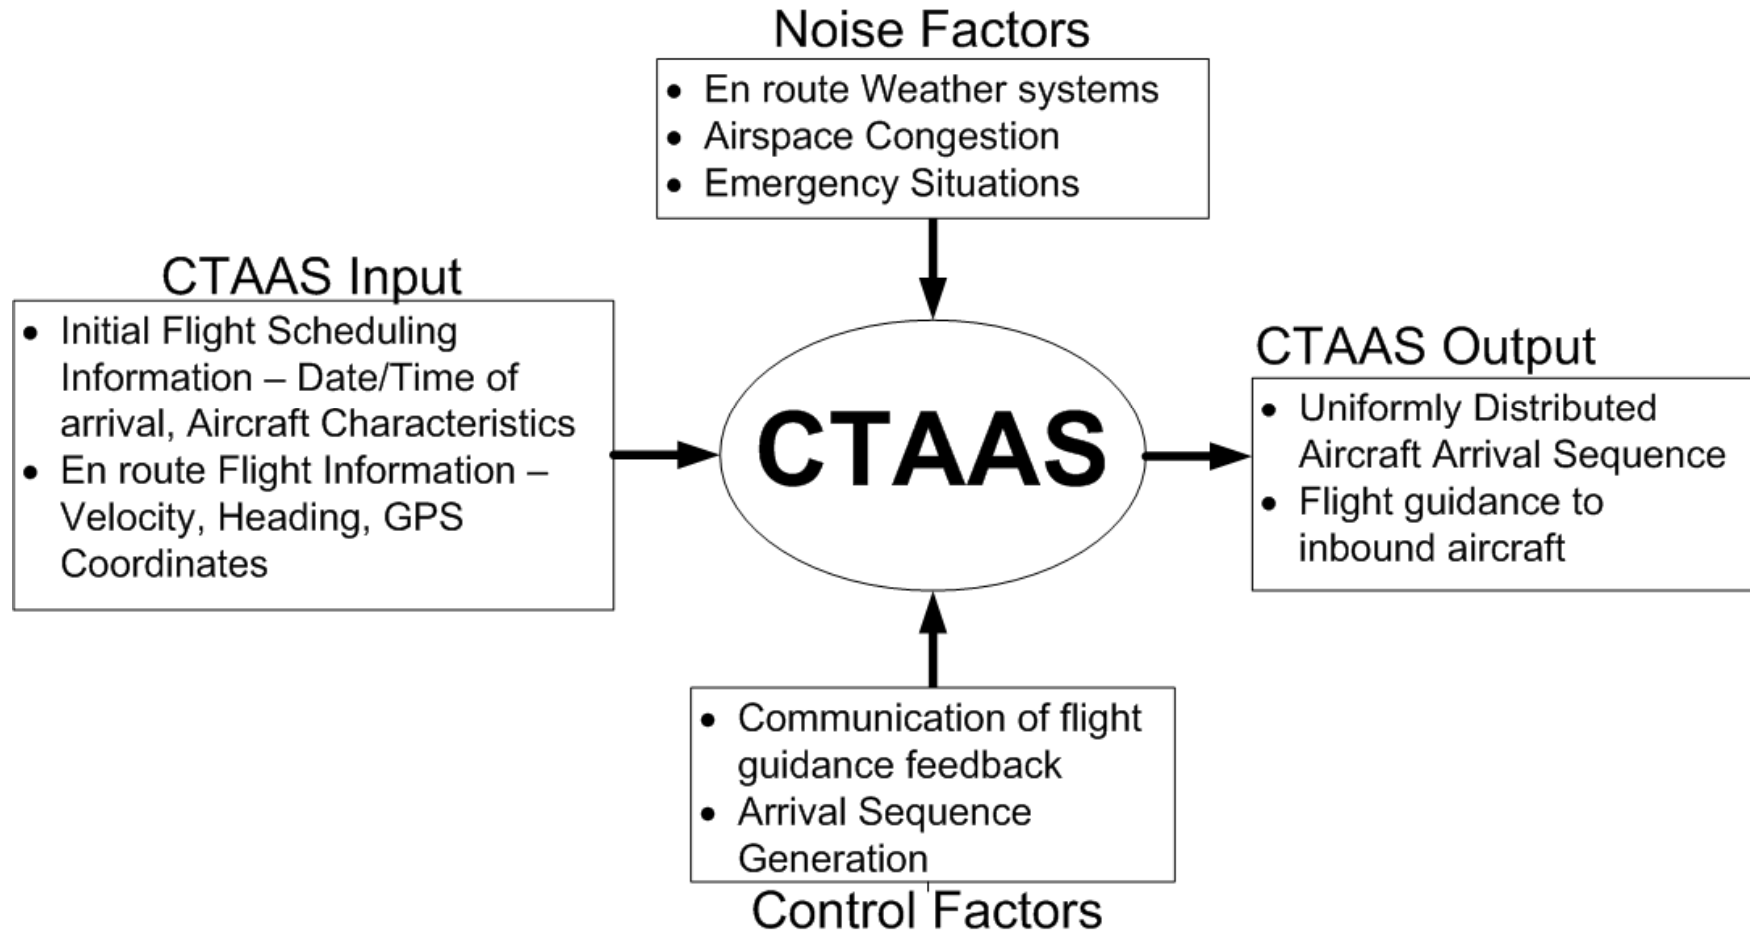 Noise Factors
• En route Weather systems
• Airspace Congestion
• Emergency Situations
CTAAS Input
• Initial Flight Scheduling
Information – Date/Time of
arrival, Aircraft Characteristics
• En route Flight Information –
Velocity, Heading, GPS
Coordinates
CTAAS
CTAAS Output
• Uniformly Distributed
Aircraft Arrival Sequence
• Flight guidance to
inbound aircraft
• Communication of flight
guidance feedback
• Arrival Sequence
Generation
Control Factors